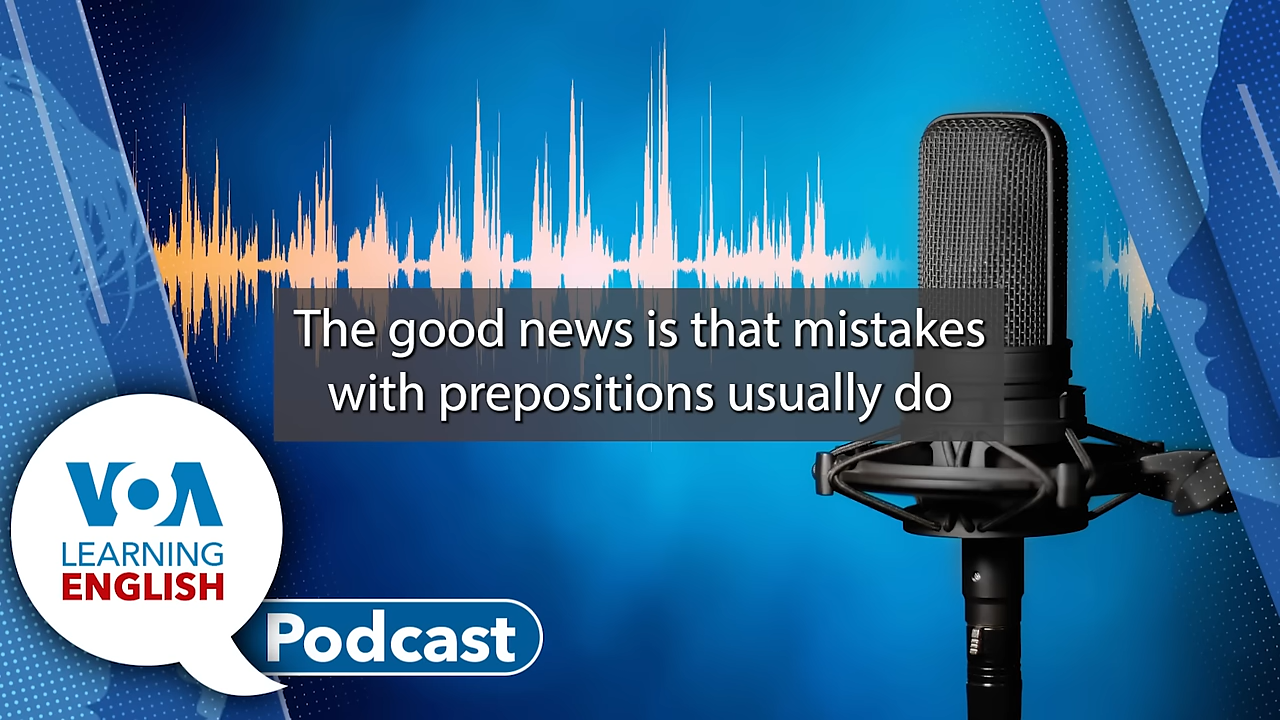 The good news is that mistakes
with prepositions usually do
VOA
LEARNING
ENGLISH
Podcast